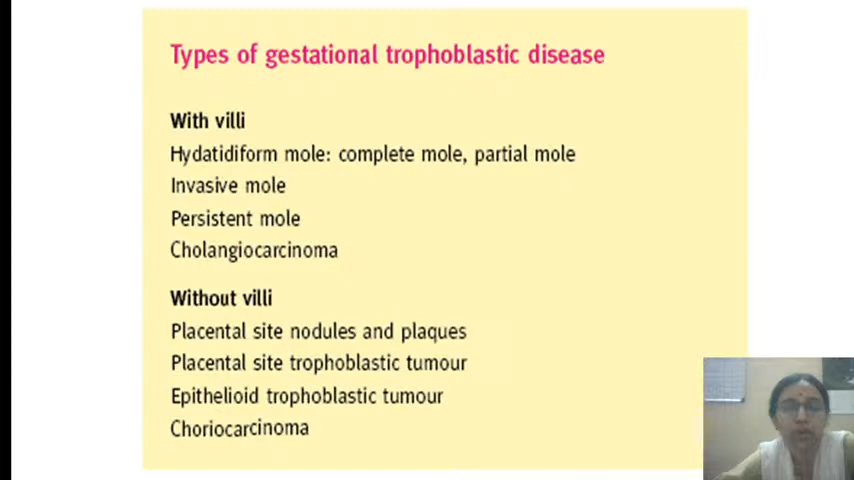 Types of gestational trophoblastic disease
With villi
Hydatidiform mole: complete mole, partial mole
Invasive mole
Persistent mole
Cholangiocarcinoma
Without villi
Placental site nodules and plaques
Placental site trophoblastic tumour
Epithelioid trophoblastic tumour
Choriocarcinoma